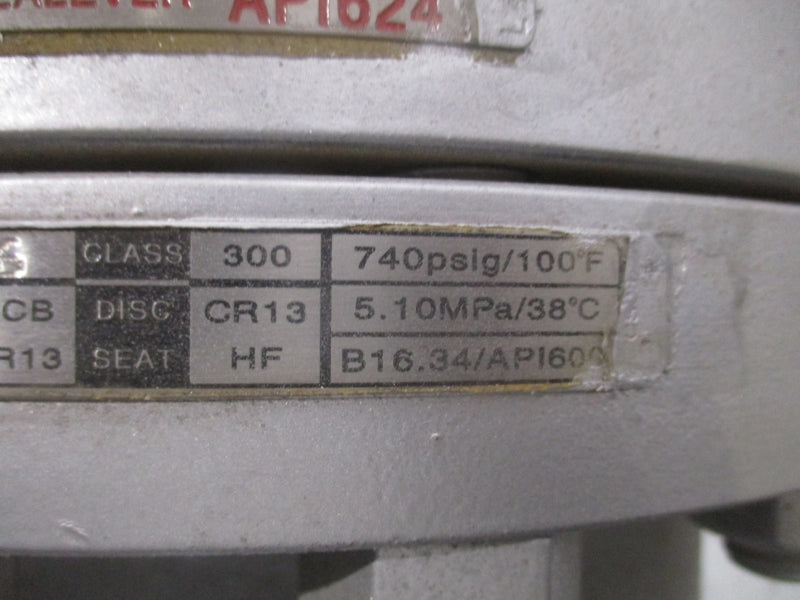 API624
CLASS 300 740psig/100°F
CB DISC CR13 5.10MPa/38°C
R13 SEAT HF B16.34/API600